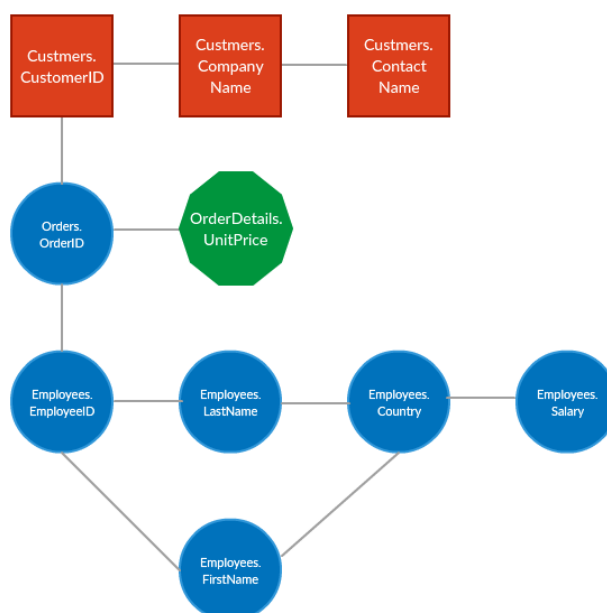 Custmers.
CustomerID
Custmers.
Company
Name
Custmers.
Contact
Name
Orders.
OrderID
OrderDetails.
UnitPrice
Employees.
EmployeeID
Employees.
LastName
Employees.
Country
Employees.
Salary
Employees.
FirstName